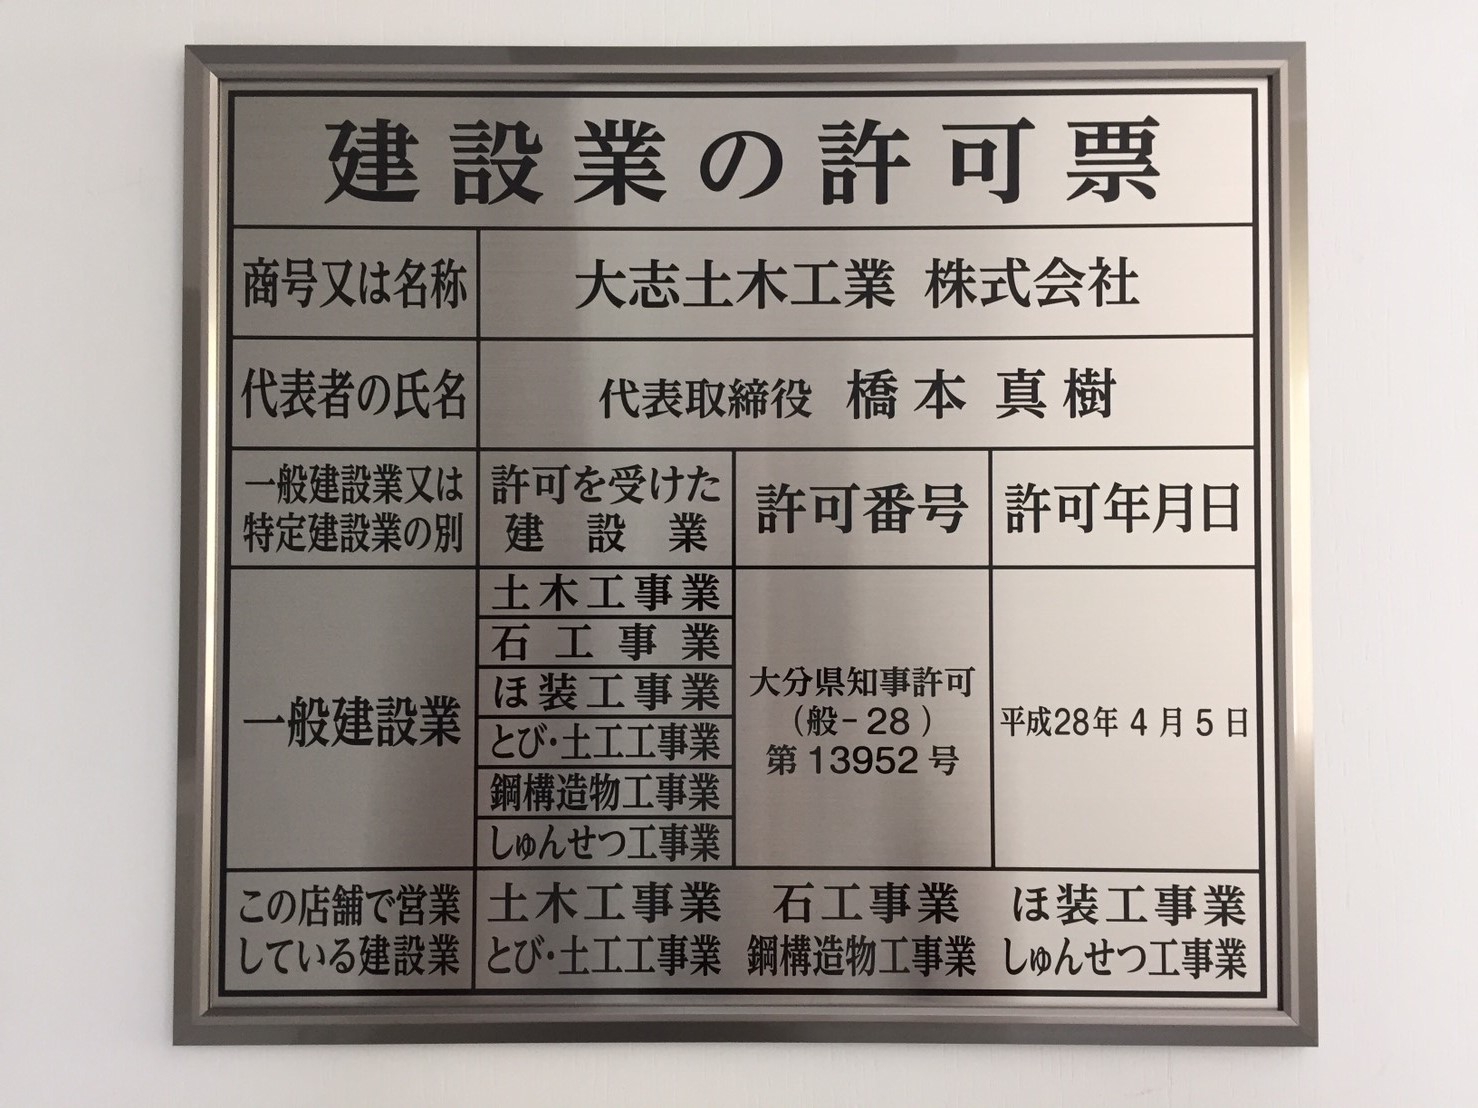 建設業の許可票
商号又は名称
大志土木工業 株式会社
代表者の氏名
代表取締役 橋本 真樹
一般建設業又は
特定建設業の別
許可を受けた
建設業
許可番号
許可年月日
一般建設業
土木工事業
石工事業
ほ装工事業
とび・土工工事業
鋼構造物工事業
しゅんせつ工事業
大分県知事許可
(般-28)
第13952号
平成28年4月5日
この店舗で営業
している建設業
土木工事業 石工事業 ほ装工事業
とび・土工工事業 鋼構造物工事業 しゅんせつ工事業